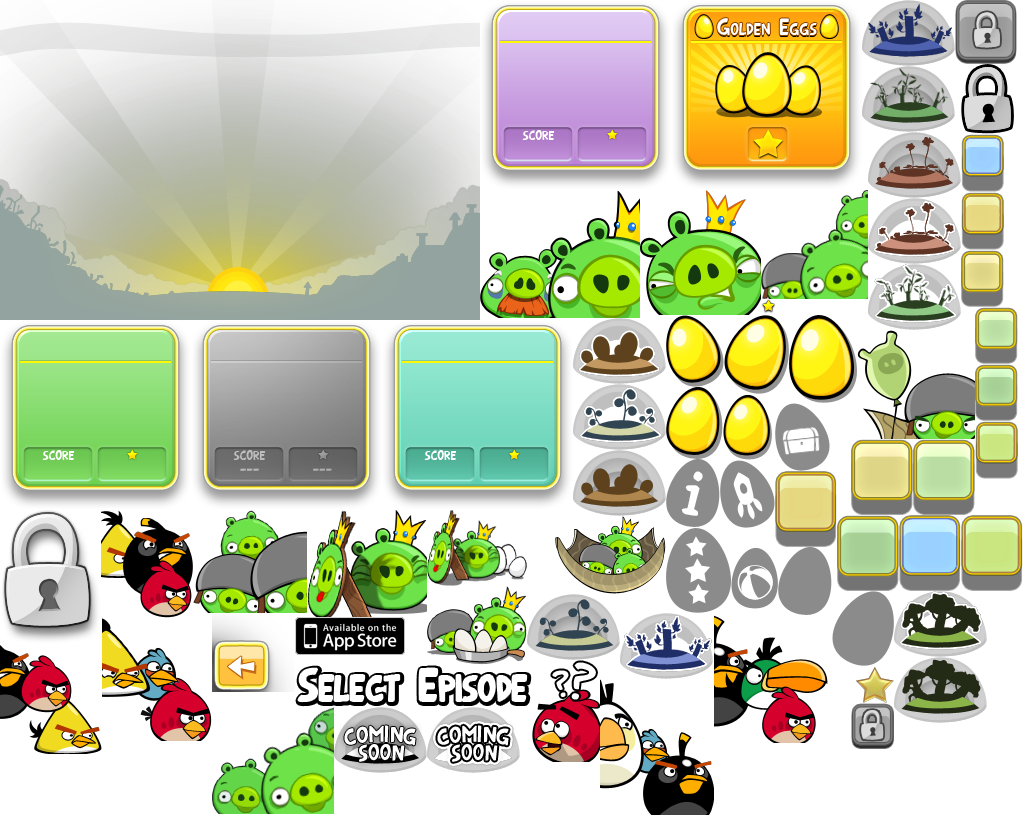 GOLDEN EGGS
SCORE
SCORE
SCORE
---
---
SCORE
Available on the
App Store
SELECT EPISODE
??
COMING
SOON
COMING
SOON
i